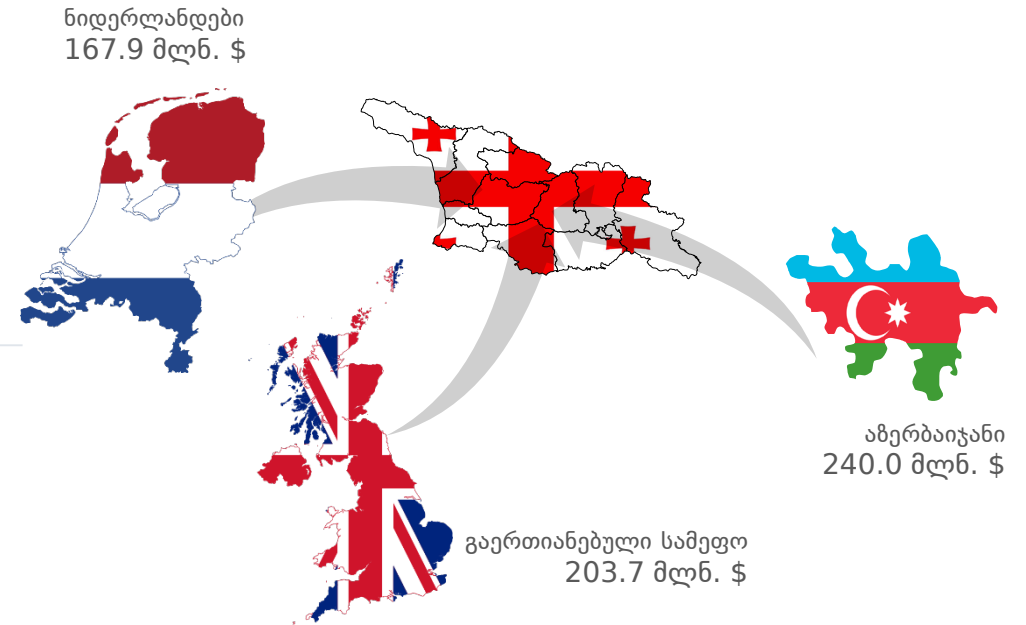 ნიდერლანდები
167.9 მლნ. $
აზერბაიჯანი
240.0 მლნ. $
გაერთიანებული სამეფო
203.7 მლნ. $